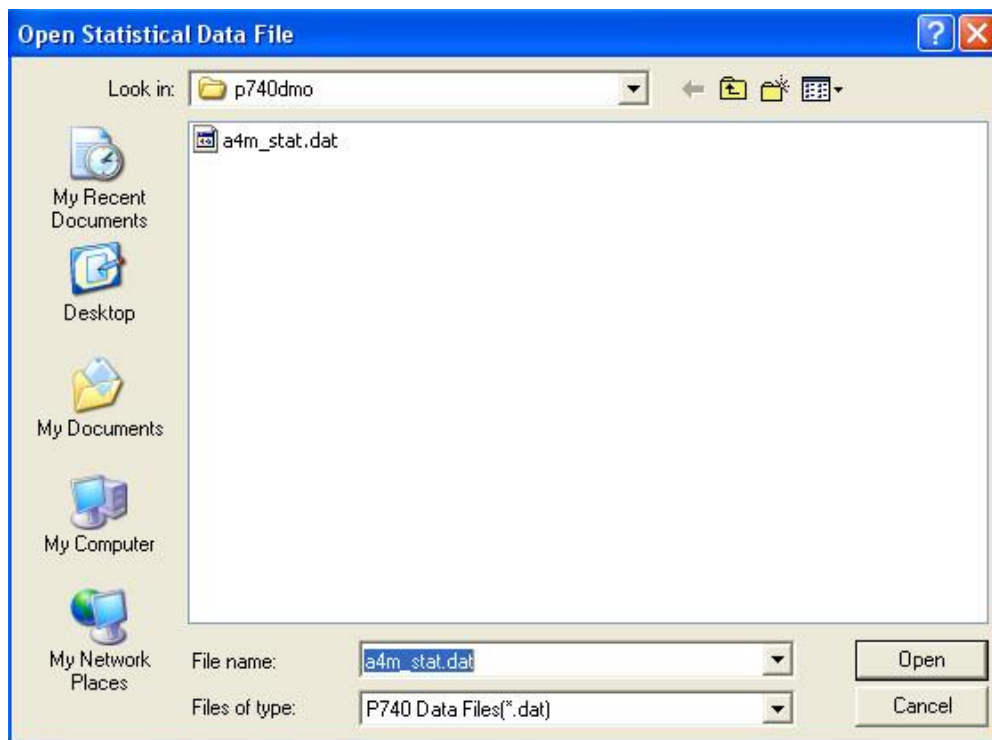 Open Statistical Data File
Look in:
p740dmo
a4m_stat.dat
My Recent
Documents
Desktop
My Documents
My Computer
My Network
Places
File name:
a4m_stat.dat
Open
Files of type:
P740 Data Files(*.dat)
Cancel